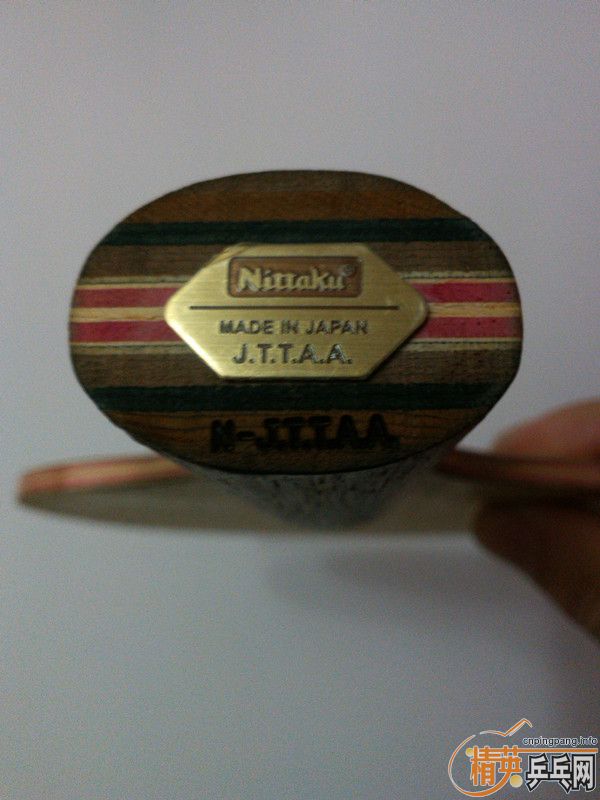 Nittaku®
MADE IN JAPAN
J.T.T.A.A.
N-J.T.T.A.A.
cnpingpang.info
精英乒乓网